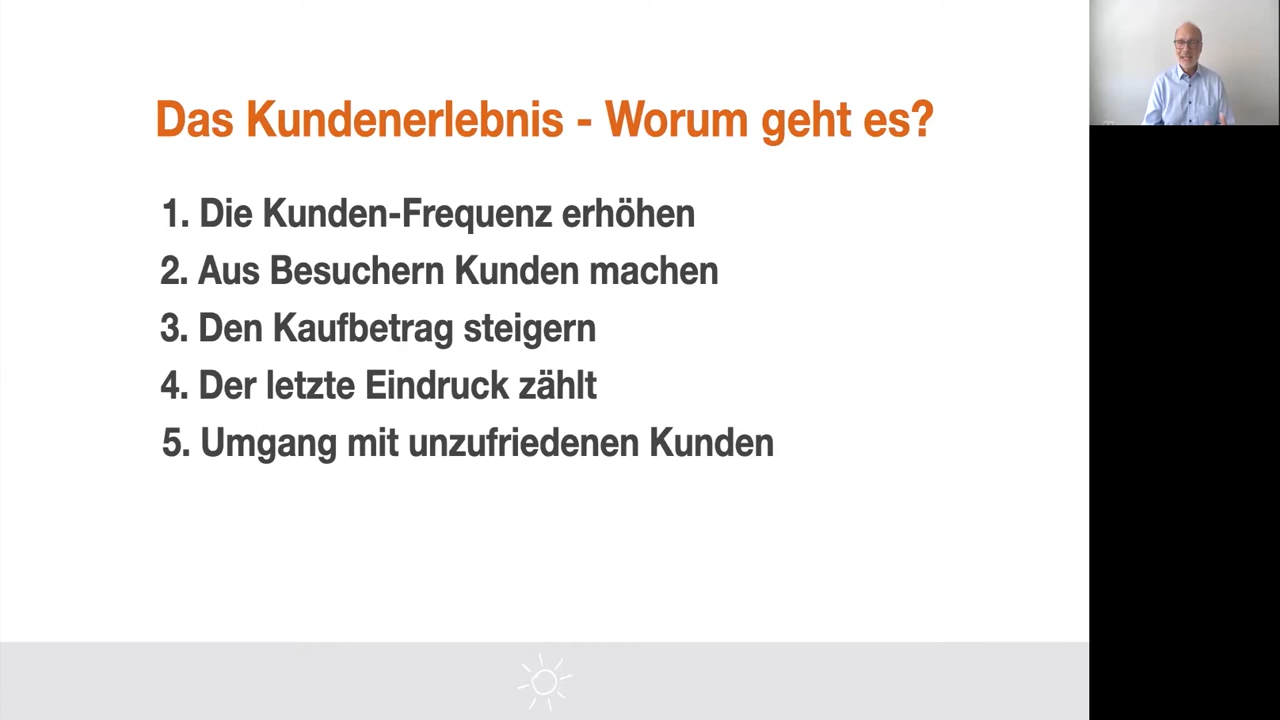 Das Kundenerlebnis - Worum geht es?
1. Die Kunden-Frequenz erhöhen
2. Aus Besuchern Kunden machen
3. Den Kaufbetrag steigern
4. Der letzte Eindruck zählt
5. Umgang mit unzufriedenen Kunden